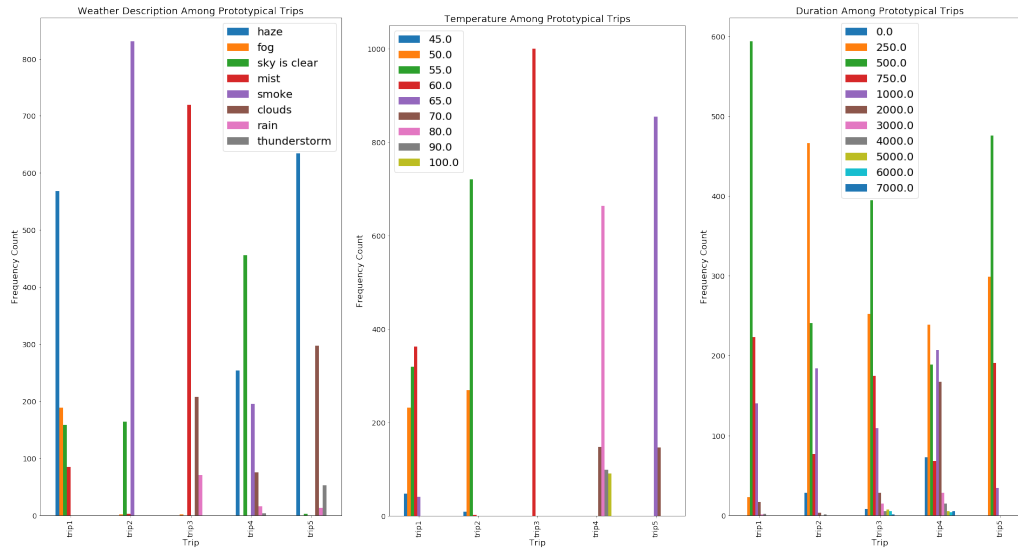 Weather Description Among Prototypical Trips
haze
fog
sky is clear
mist
smoke
clouds
rain
thunderstorm
800
700
600
500
400
300
200
100
0
Frequency Count
trip1
trip2
trip3
trip4
trip5
Trip
Temperature Among Prototypical Trips
45.0
50.0
55.0
60.0
65.0
70.0
80.0
90.0
100.0
1000
800
600
400
200
0
Frequency Count
trip1
trip2
trip3
trip4
trip5
Trip
Duration Among Prototypical Trips
0.0
250.0
500.0
750.0
1000.0
2000.0
3000.0
4000.0
5000.0
6000.0
7000.0
600
500
400
300
200
100
0
Frequency Count
trip1
trip2
trip3
trip4
trip5
Trip